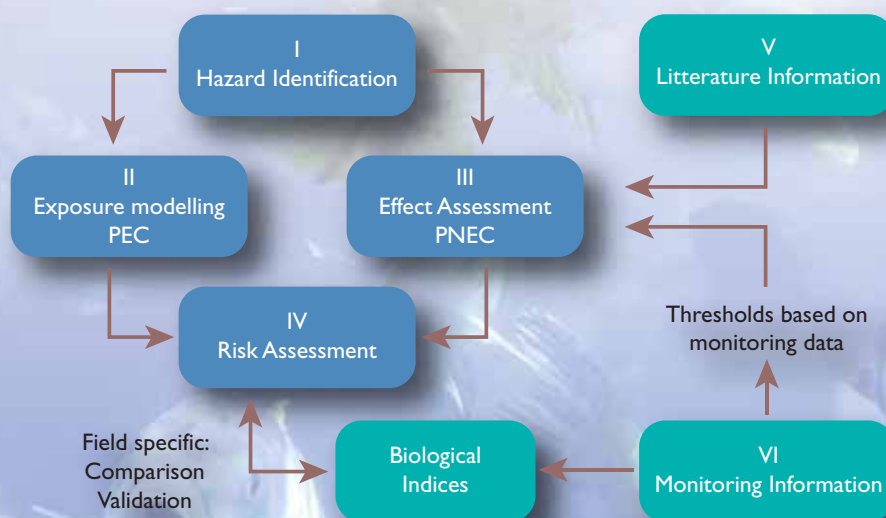 I
Hazard Identification
V
Litterature Information
II
Exposure modelling
PEC
III
Effect Assessment
PNEC
IV
Risk Assessment
Thresholds based on
monitoring data
Field specific:
Comparison
Validation
Biological
Indices
VI
Monitoring Information